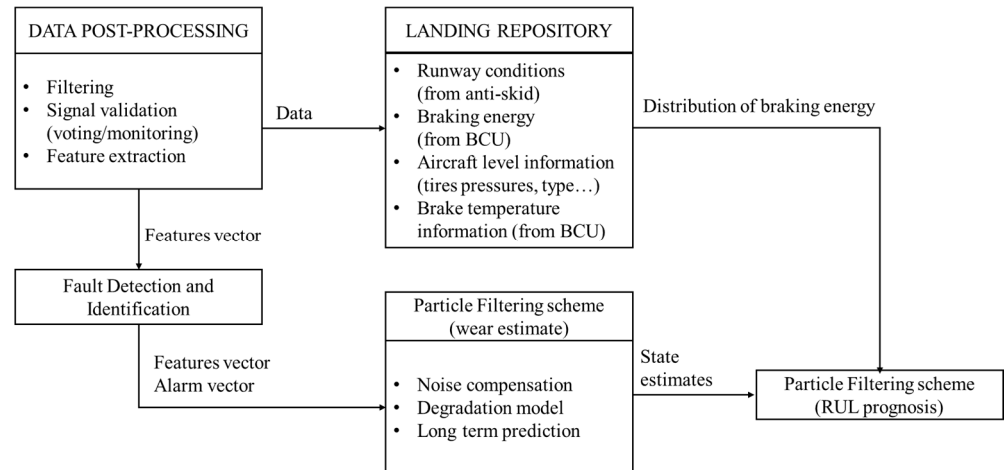 DATA POST-PROCESSING
• Filtering
• Signal validation
(voting/monitoring)
• Feature extraction
Data
LANDING REPOSITORY
• Runway conditions
(from anti-skid)
• Braking energy
(from BCU)
• Aircraft level information
(tires pressures, type…)
• Brake temperature
information (from BCU)
Distribution of braking energy
Features vector
Fault Detection and
Identification
Features vector
Alarm vector
Particle Filtering scheme
(wear estimate)
• Noise compensation
• Degradation model
• Long term prediction
State
estimates
Particle Filtering scheme
(RUL prognosis)